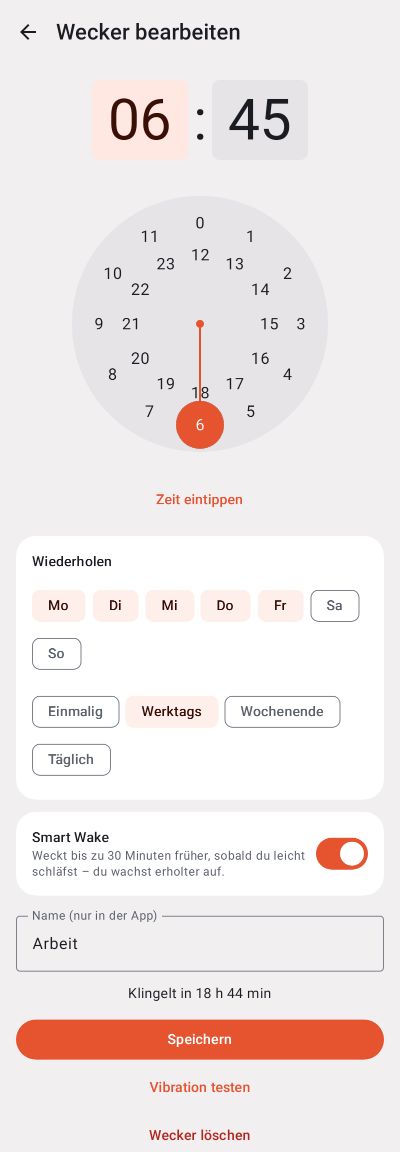 Wecker bearbeiten
06 : 45
0
11 1
12
23 13
10 2
22 14
9 21 15 3
20 16
8 4
19 17
18
7 5
6
Zeit eintippen
Wiederholen
Mo Di Mi Do Fr Sa
So
Einmalig Werktags Wochenende
Täglich
Smart Wake
Weckt bis zu 30 Minuten früher, sobald du leicht
schläfst – du wachst erholter auf.
Name (nur in der App)
Arbeit
Klingelt in 18 h 44 min
Speichern
Vibration testen
Wecker löschen